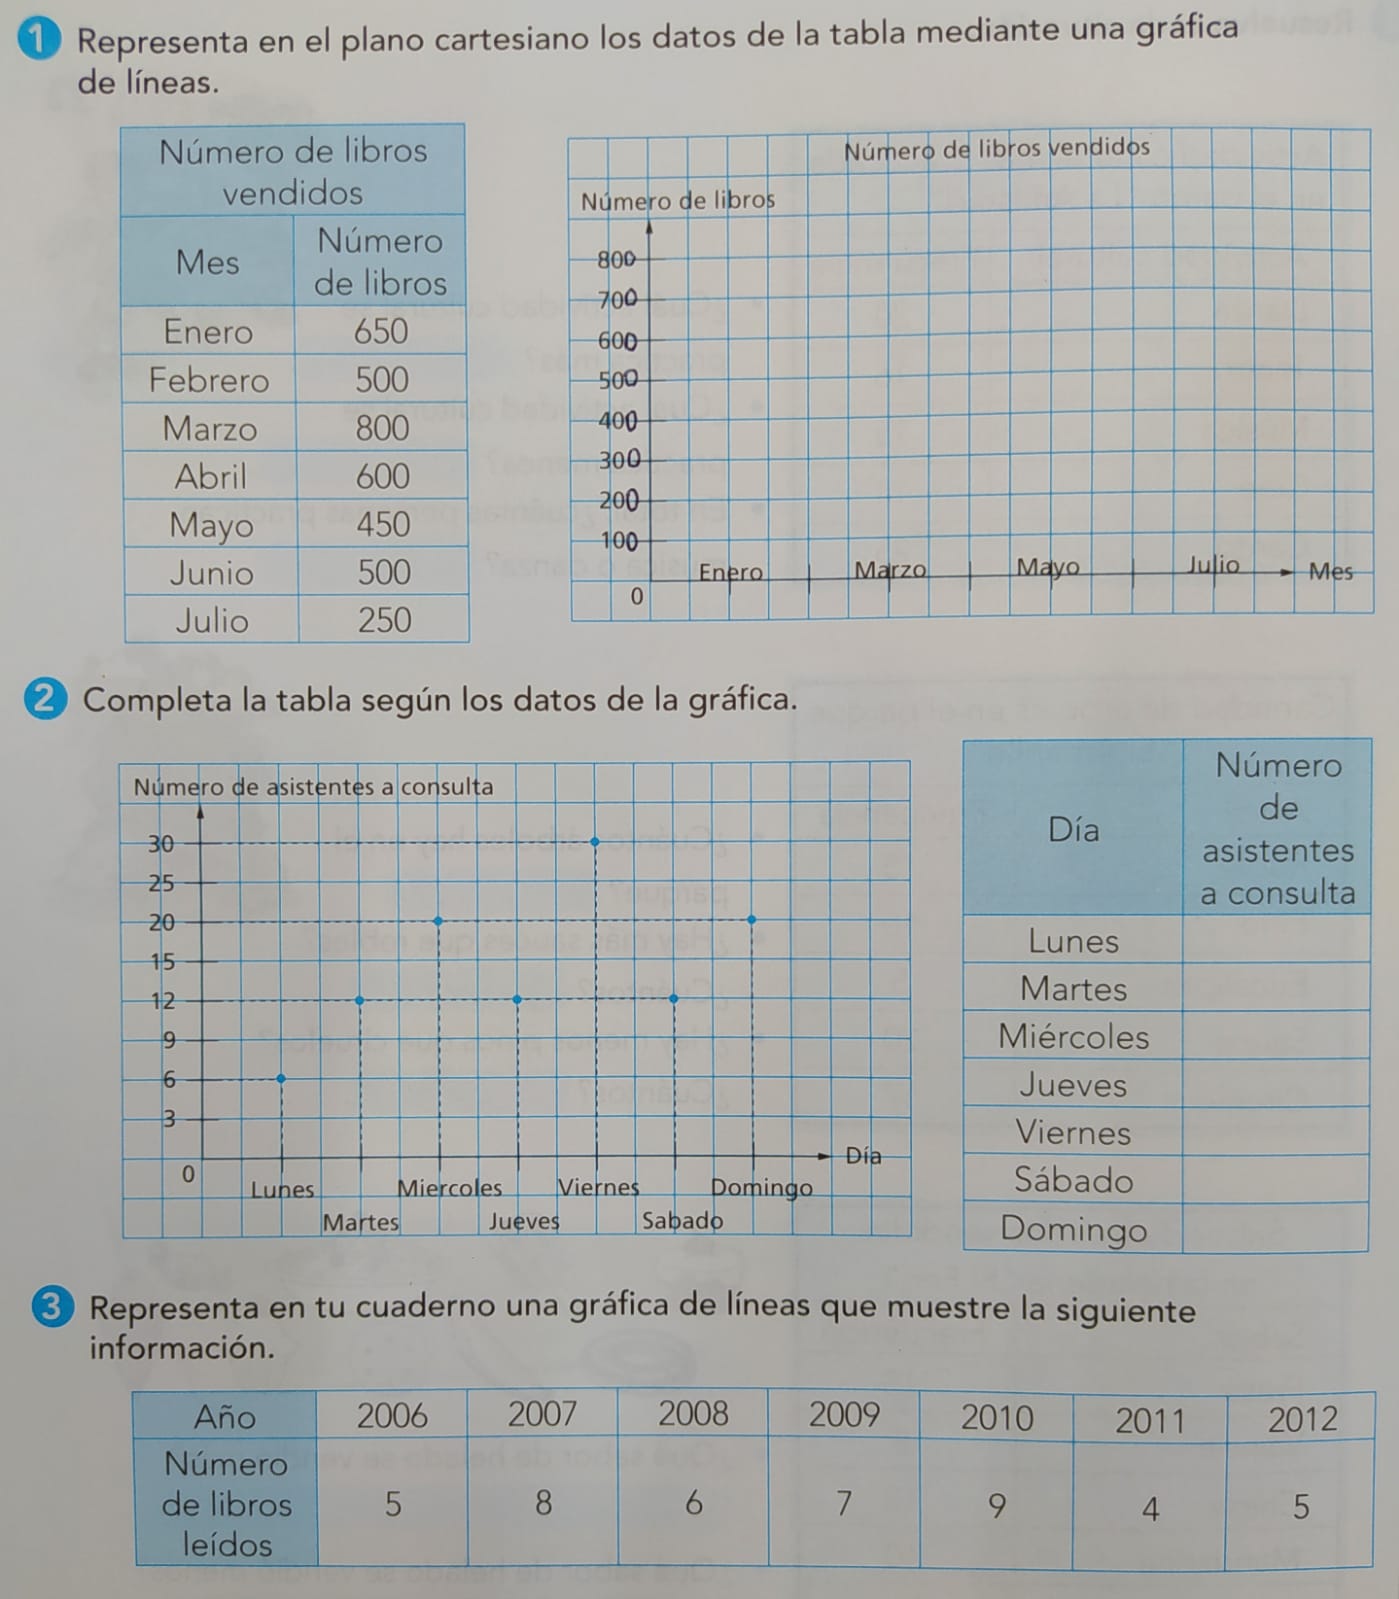 1 Representa en el plano cartesiano los datos de la tabla mediante una gráfica
de líneas.
Número de libros
vendidos
Mes
Número
de libros
Enero 650
Febrero 500
Marzo 800
Abril 600
Mayo 450
Junio 500
Julio 250
Número de libros vendidos
Número de libros
800
700
600
500
400
300
200
100
0
Enero Marzo Mayo Julio Mes
2 Completa la tabla según los datos de la gráfica.
Número de asistentes a consulta
30
25
20
15
12
9
6
3
0
Día
Lunes Miercoles Viernes Domingo
Martes Jueves Sabado
Día
Número
de
asistentes
a consulta
Lunes
Martes
Miércoles
Jueves
Viernes
Sábado
Domingo
3 Representa en tu cuaderno una gráfica de líneas que muestre la siguiente
información.
Año 2006 2007 2008 2009 2010 2011 2012
Número
de libros 5 8 6 7 9 4 5
leídos